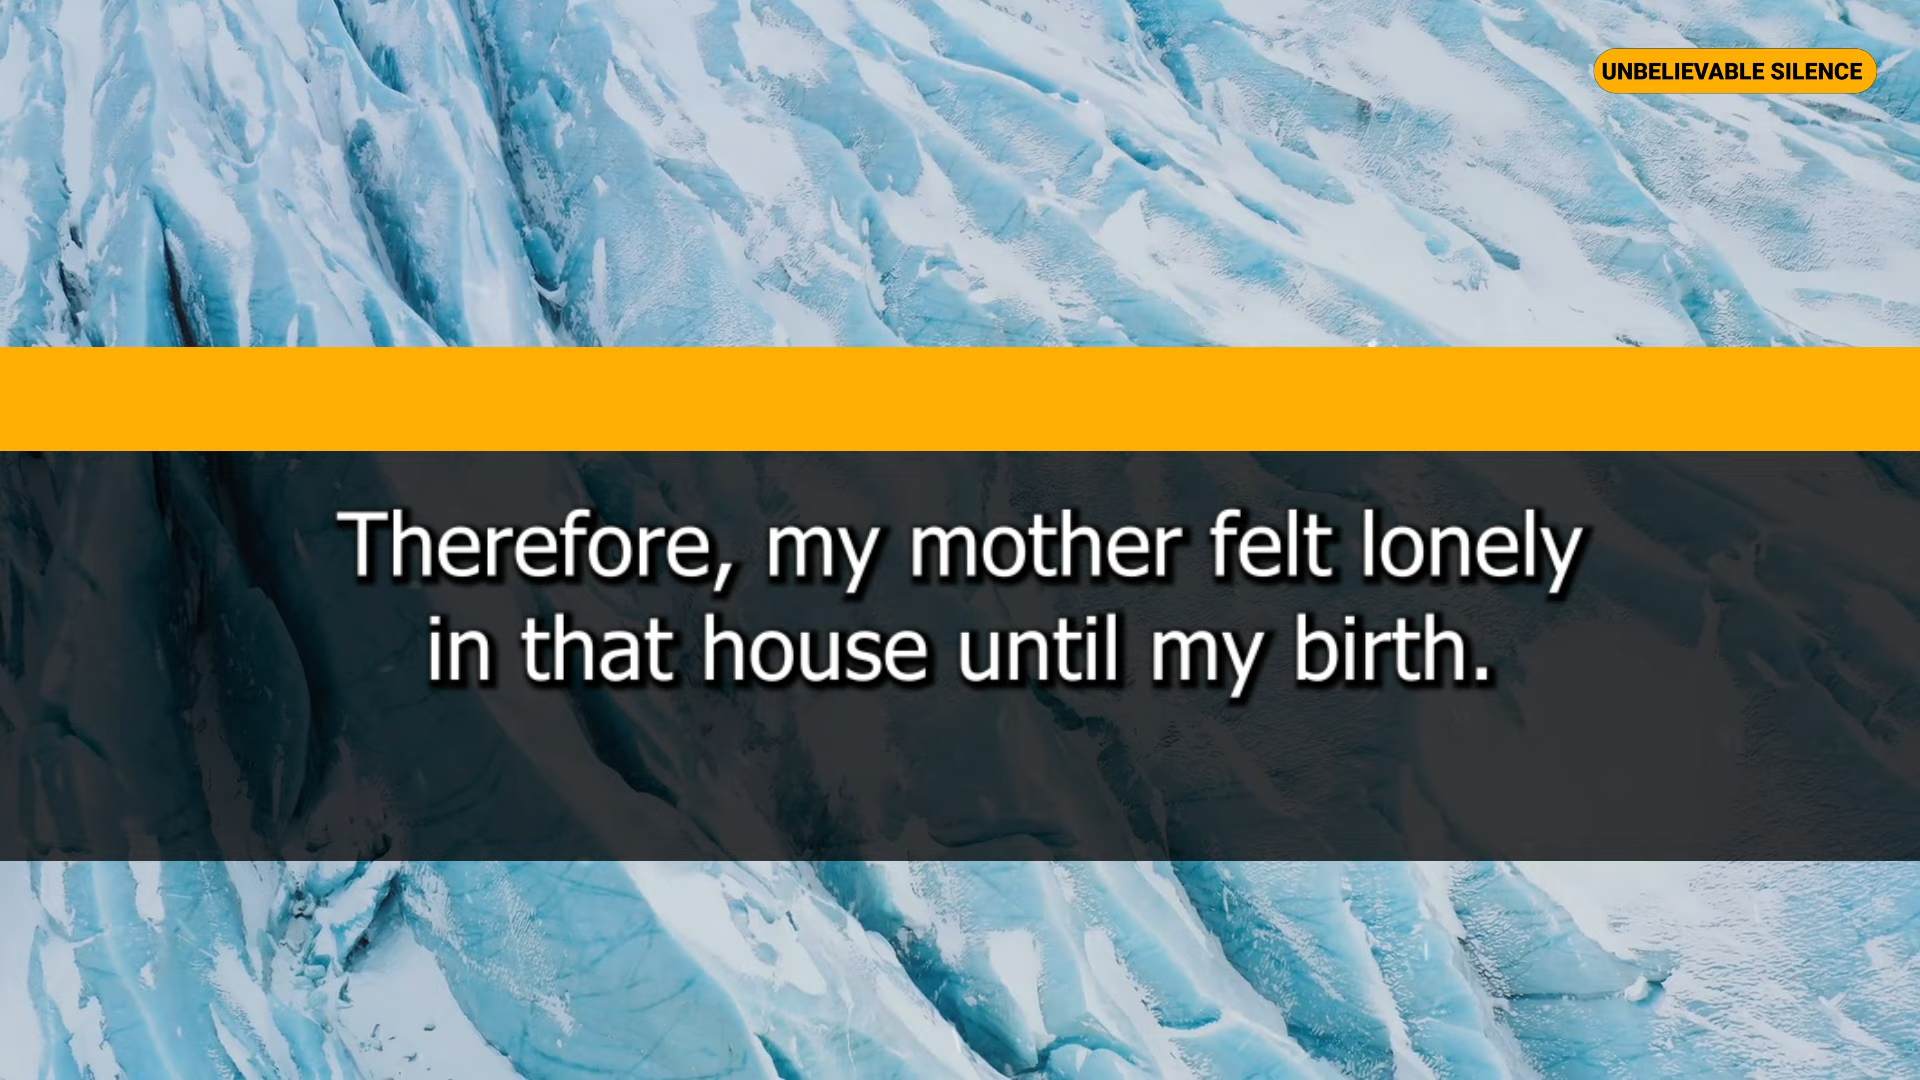 UNBELIEVABLE SILENCE
Therefore, my mother felt lonely
in that house until my birth.